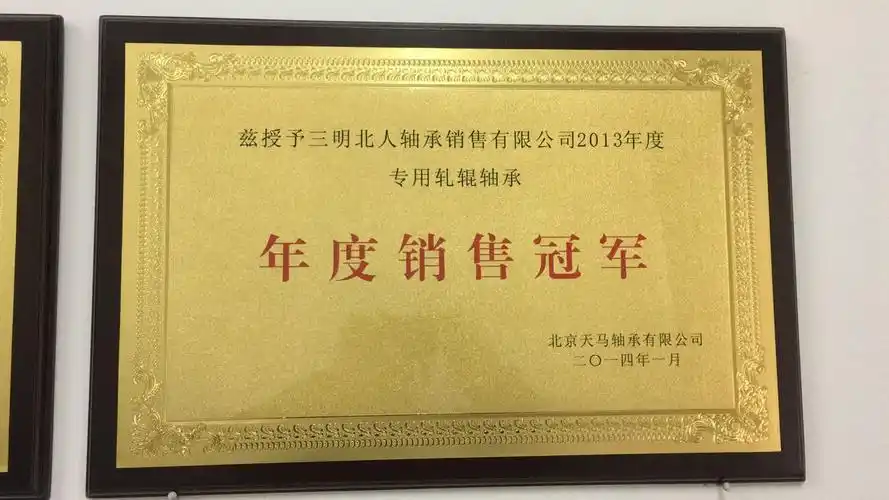 兹授予三明北人轴承销售有限公司2013年度
专用轧辊轴承
年度销售冠军
北京天马轴承有限公司
二〇一四年一月